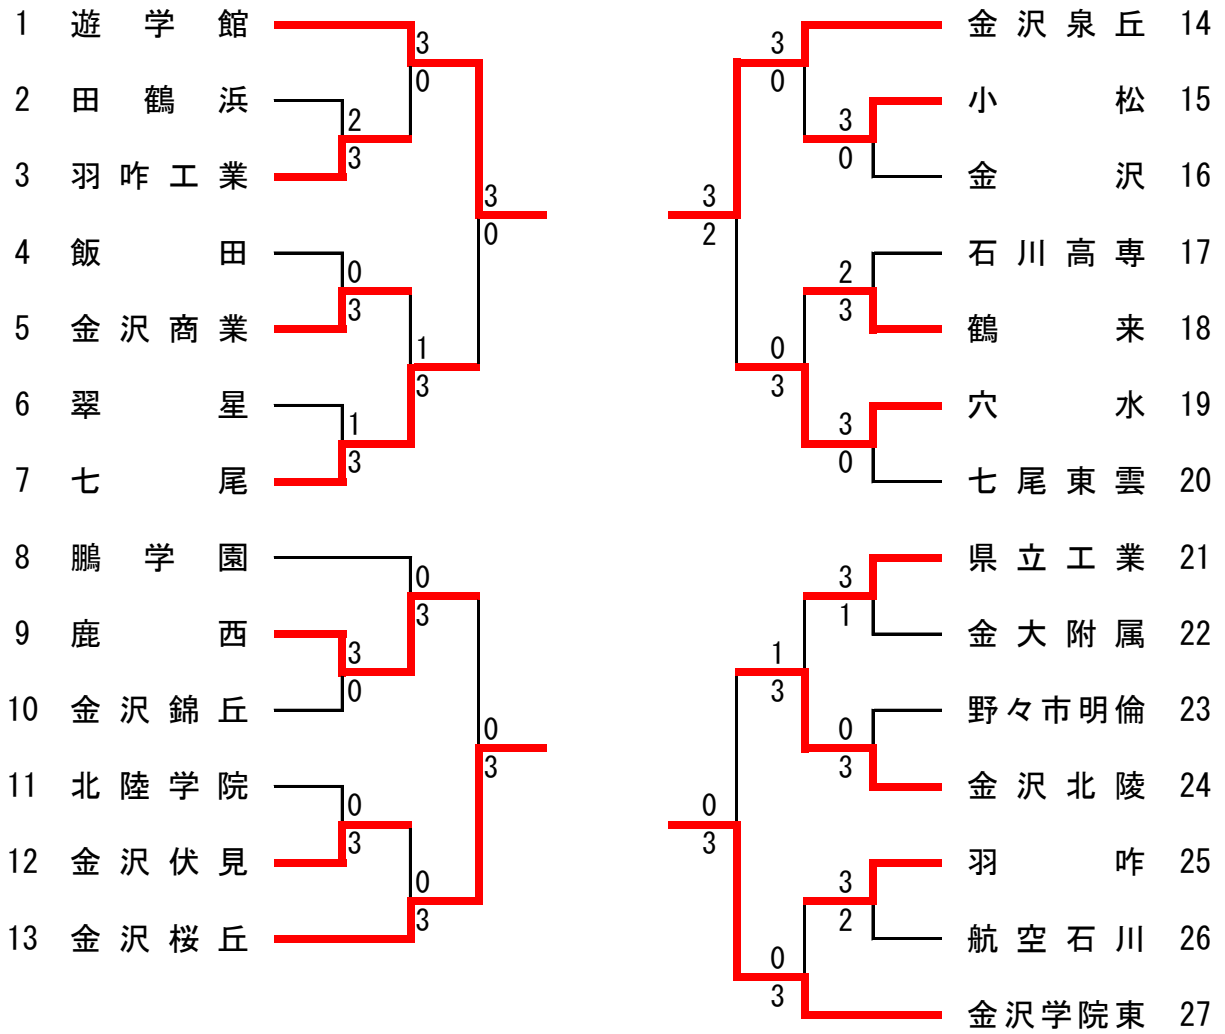 1 遊学館
3
0
2 田鶴浜
2
3
3 羽咋工業
3
0
4 飯田
0
3
5 金沢商業
1
3
6 翠星
1
3
7 七尾
8 鵬学園
0
3
9 鹿西
3
0
10 金沢錦丘
0
3
11 北陸学院
0
3
12 金沢伏見
0
3
13 金沢桜丘
金沢泉丘 14
3
0
小松 15
3
0
金沢 16
3
2
石川高専 17
2
3
鶴来 18
0
3
穴水 19
3
0
七尾東雲 20
県立工業 21
3
1
金大附属 22
1
3
野々市明倫 23
0
3
金沢北陵 24
0
3
羽咋 25
3
2
航空石川 26
0
3
金沢学院東 27